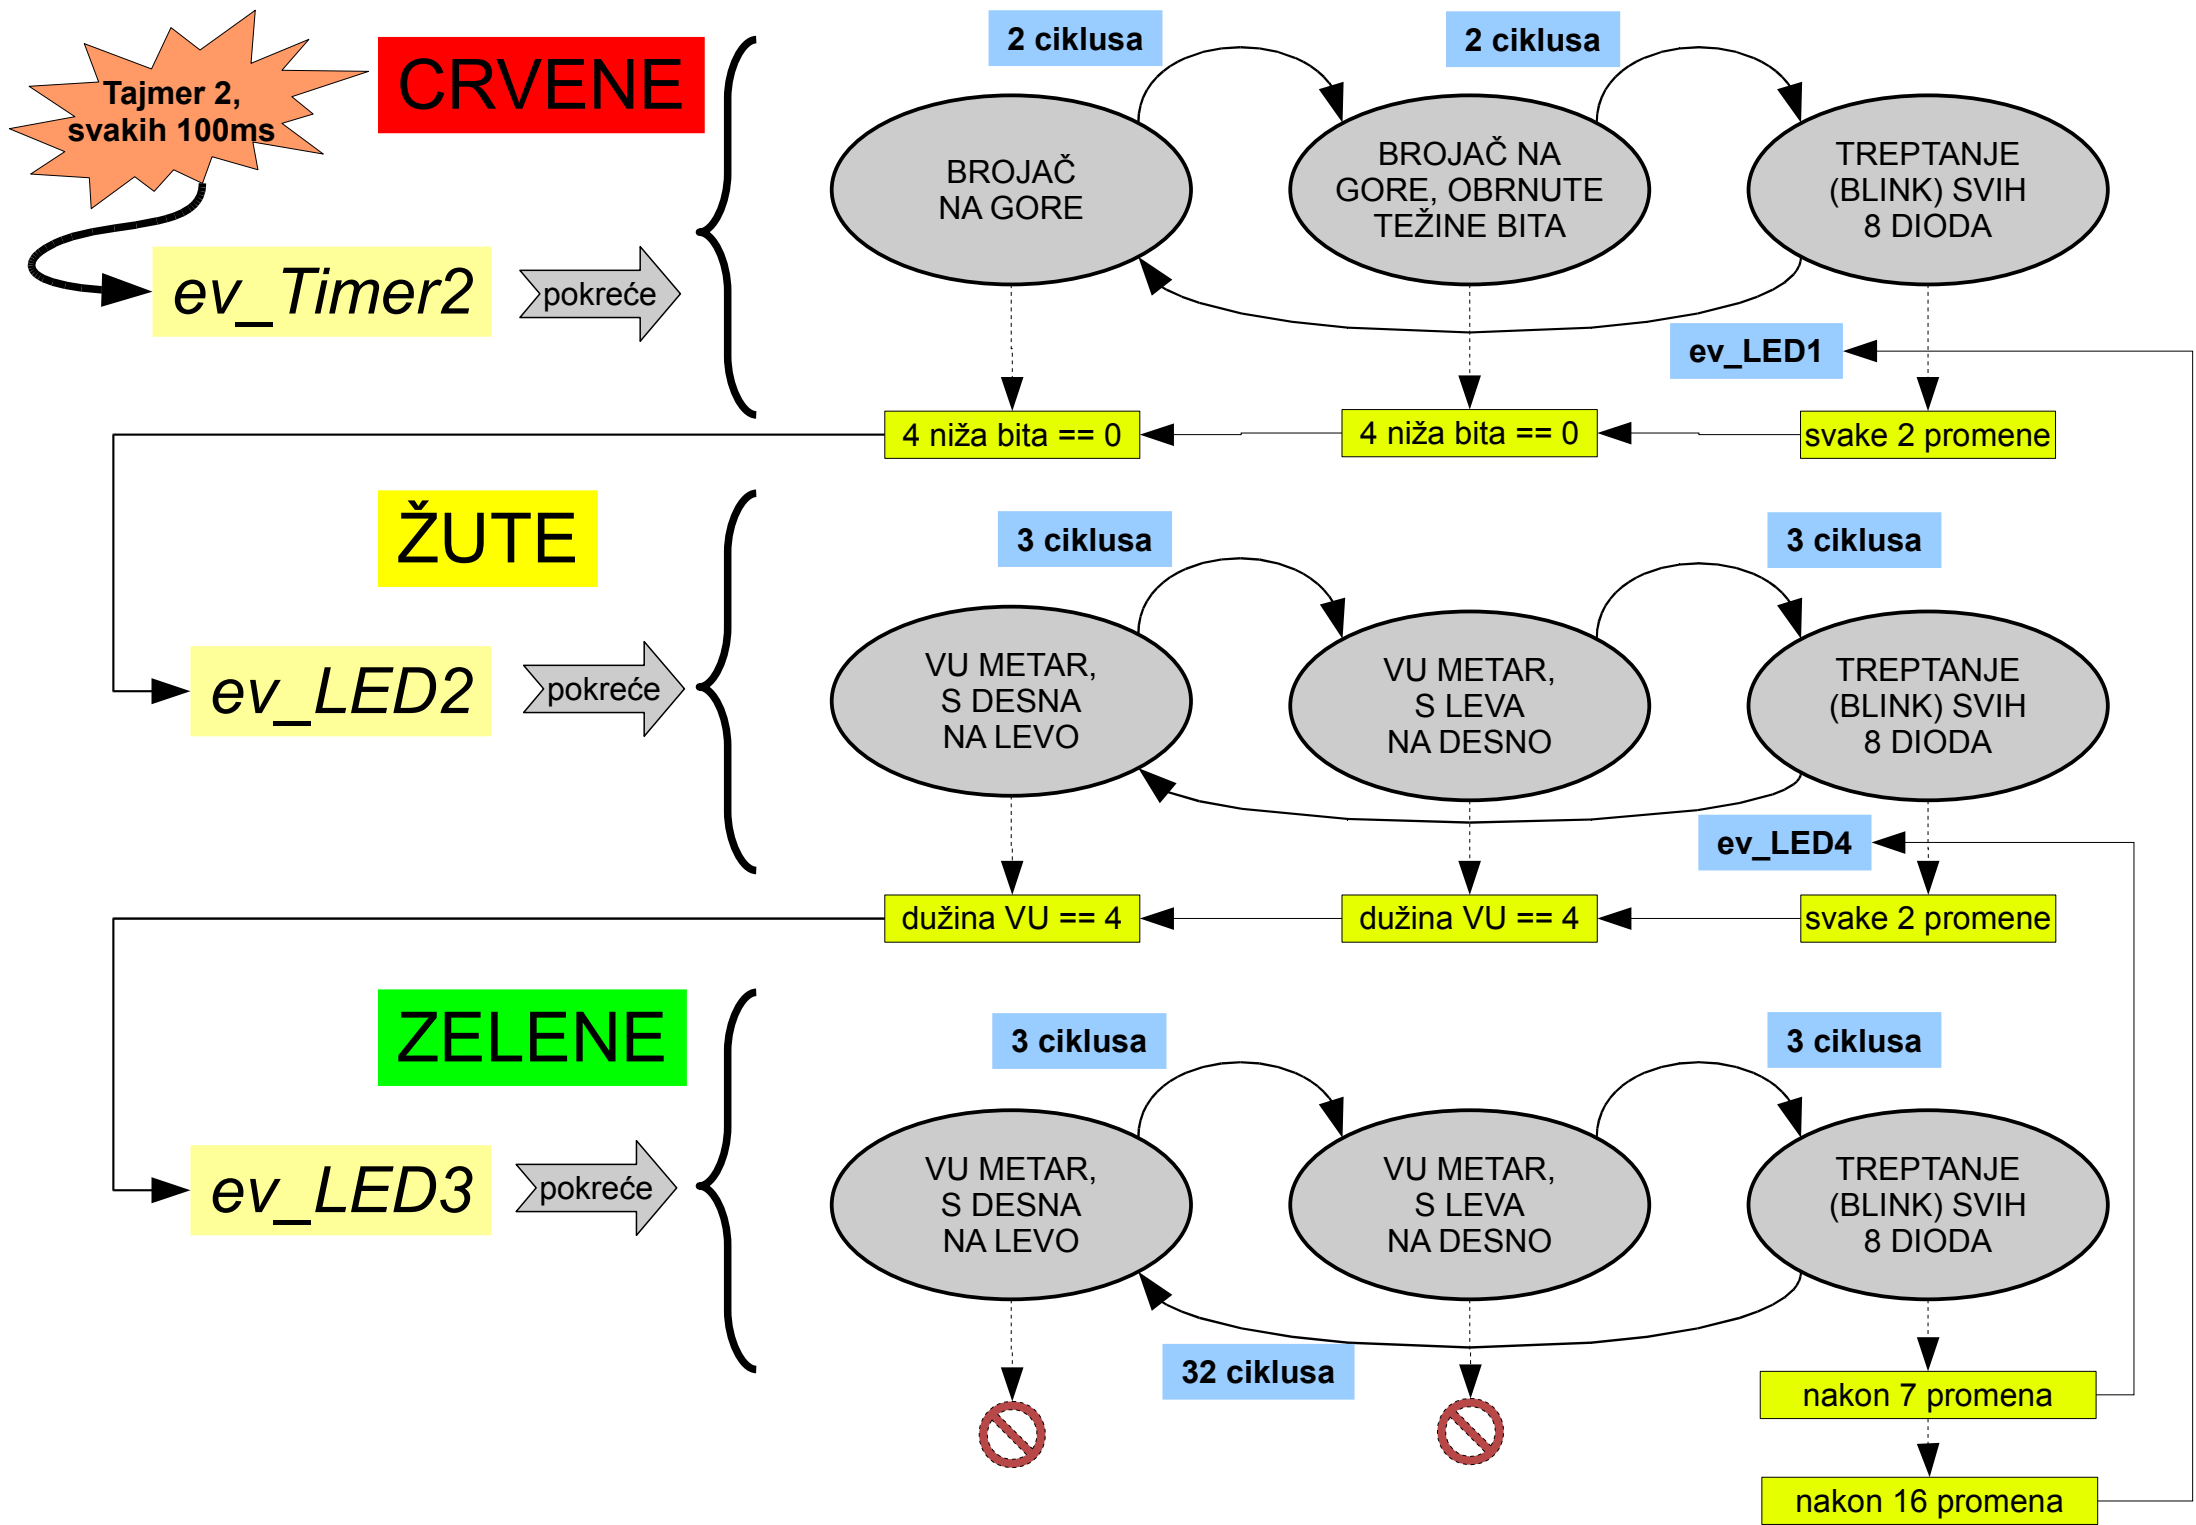 Tajmer 2,
svakih 100ms
CRVENE
ev_Timer2
pokreće
2 ciklusa
2 ciklusa
BROJAČ
NA GORE
BROJAČ NA
GORE, OBRNUTE
TEŽINE BITA
TREPTANJE
(BLINK) SVIH
8 DIODA
ev_LED1
4 niža bita == 0
4 niža bita == 0
svake 2 promene
ŽUTE
ev_LED2
pokreće
3 ciklusa
3 ciklusa
VU METAR,
S DESNA
NA LEVO
VU METAR,
S LEVA
NA DESNO
TREPTANJE
(BLINK) SVIH
8 DIODA
ev_LED4
dužina VU == 4
dužina VU == 4
svake 2 promene
ZELENE
ev_LED3
pokreće
3 ciklusa
3 ciklusa
VU METAR,
S DESNA
NA LEVO
VU METAR,
S LEVA
NA DESNO
TREPTANJE
(BLINK) SVIH
8 DIODA
32 ciklusa
nakon 7 promena
nakon 16 promena